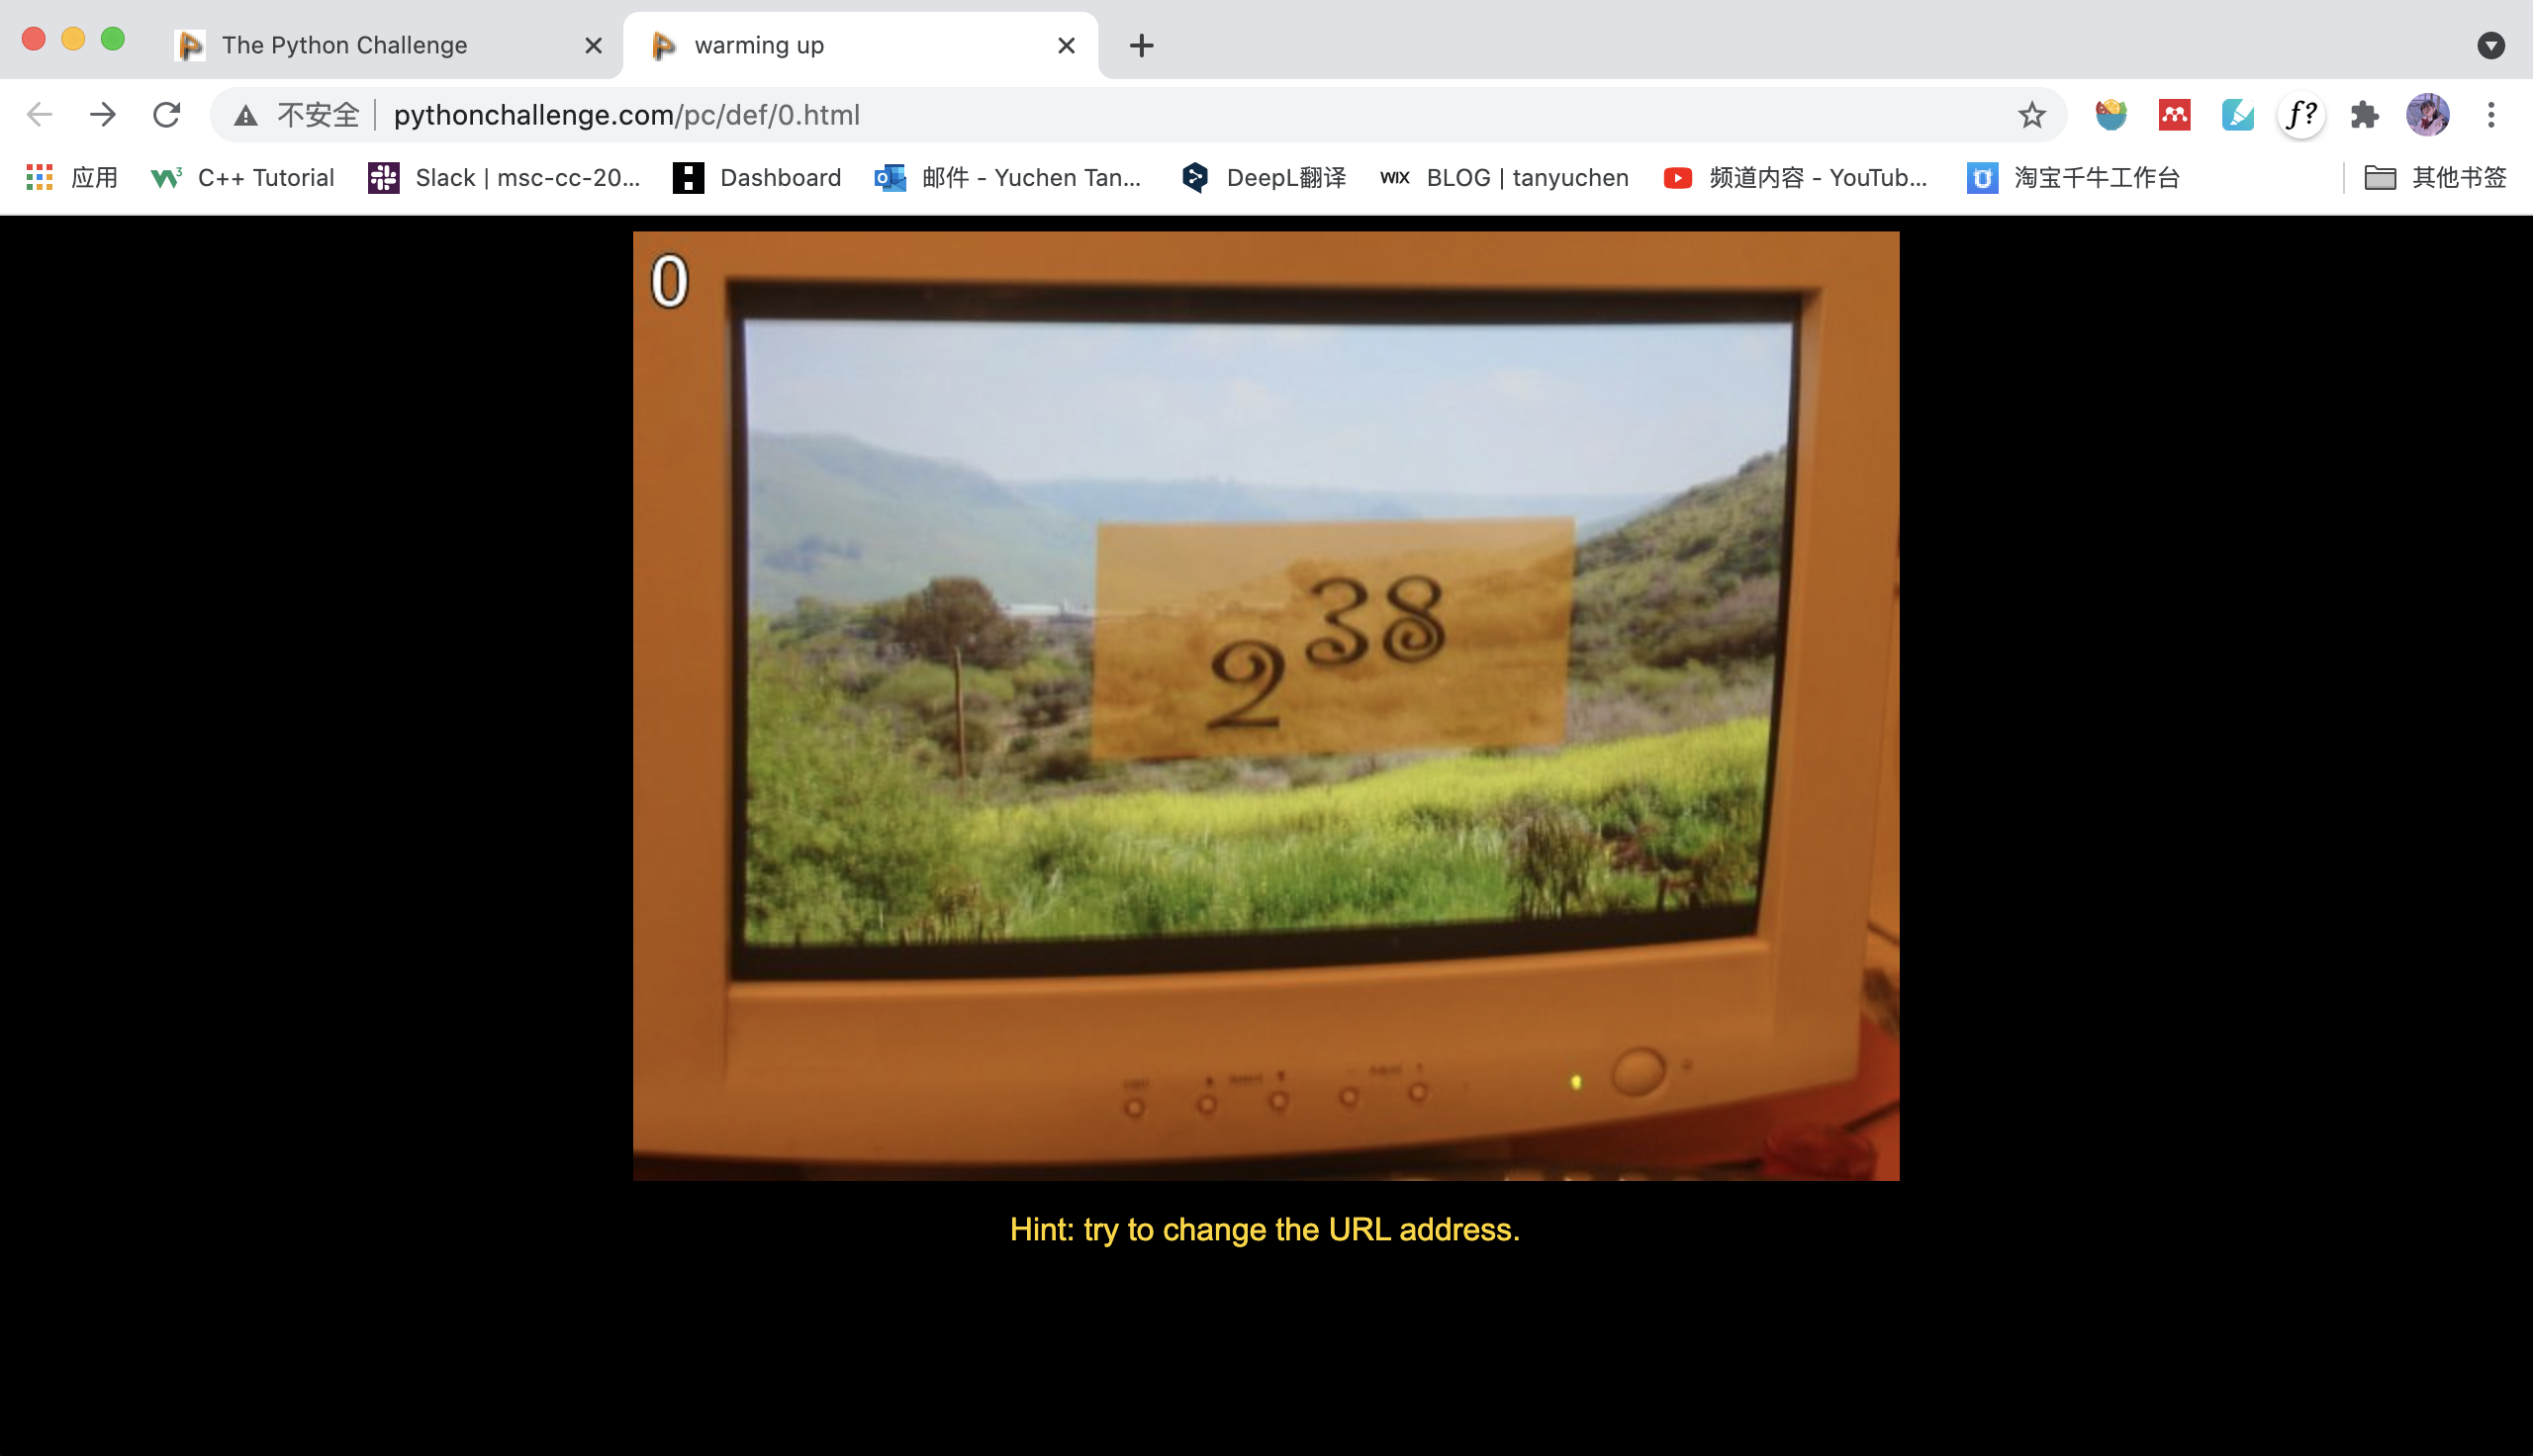 The Python Challenge
warming up
不安全 pythonchallenge.com/pc/def/0.html
f?
应用 C++ Tutorial Slack | msc-cc-20... Dashboard 邮件 - Yuchen Tan... DeepL翻译 WIX BLOG | tanyuchen 频道内容 - YouTub... 淘宝千牛工作台 其他书签
0
2³⁸
Hint: try to change the URL address.